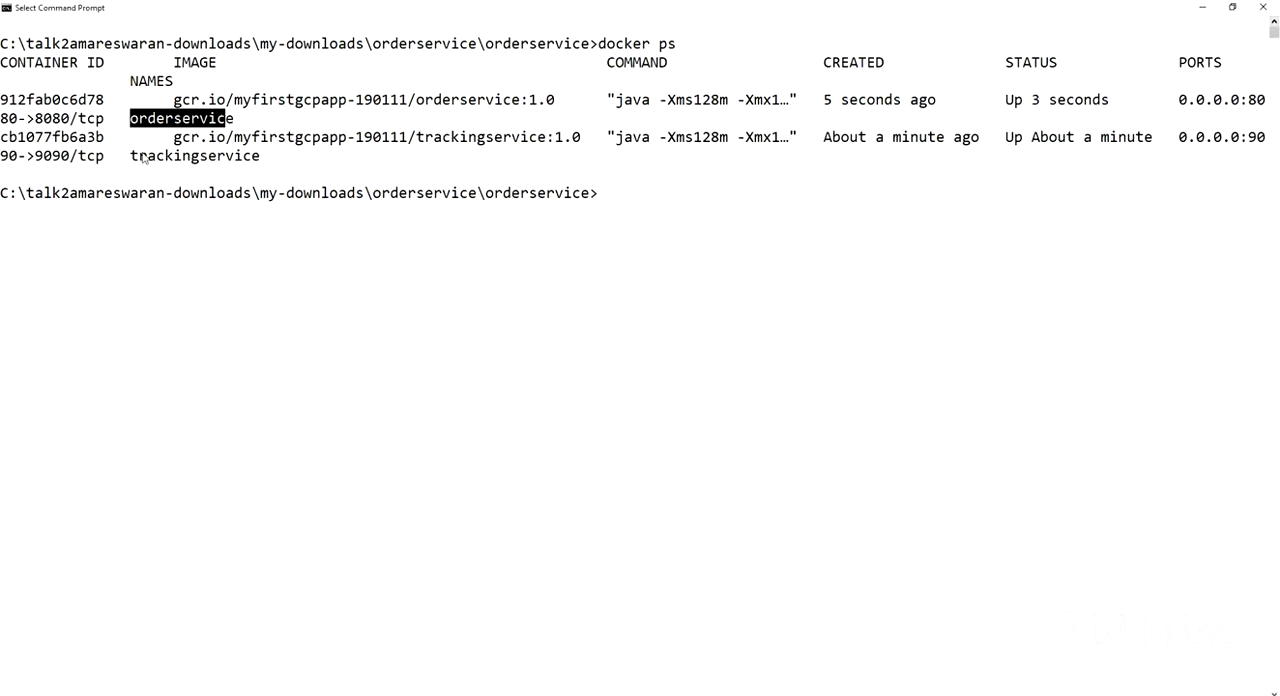 Select Command Prompt
C:\talk2amareswaran-downloads\my-downloads\orderservice\orderservice>docker ps
CONTAINER ID        IMAGE                                          COMMAND                  CREATED              STATUS              PORTS
               NAMES
912fab0c6d78        gcr.io/myfirstgcpapp-190111/orderservice:1.0      "java -Xms128m -Xmx1…"   5 seconds ago        Up 3 seconds        0.0.0.0:80
80->8080/tcp   orderservice
cb1077fb6a3b        gcr.io/myfirstgcpapp-190111/trackingservice:1.0   "java -Xms128m -Xmx1…"   About a minute ago   Up About a minute   0.0.0.0:90
90->9090/tcp   trackingservice
C:\talk2amareswaran-downloads\my-downloads\orderservice\orderservice>